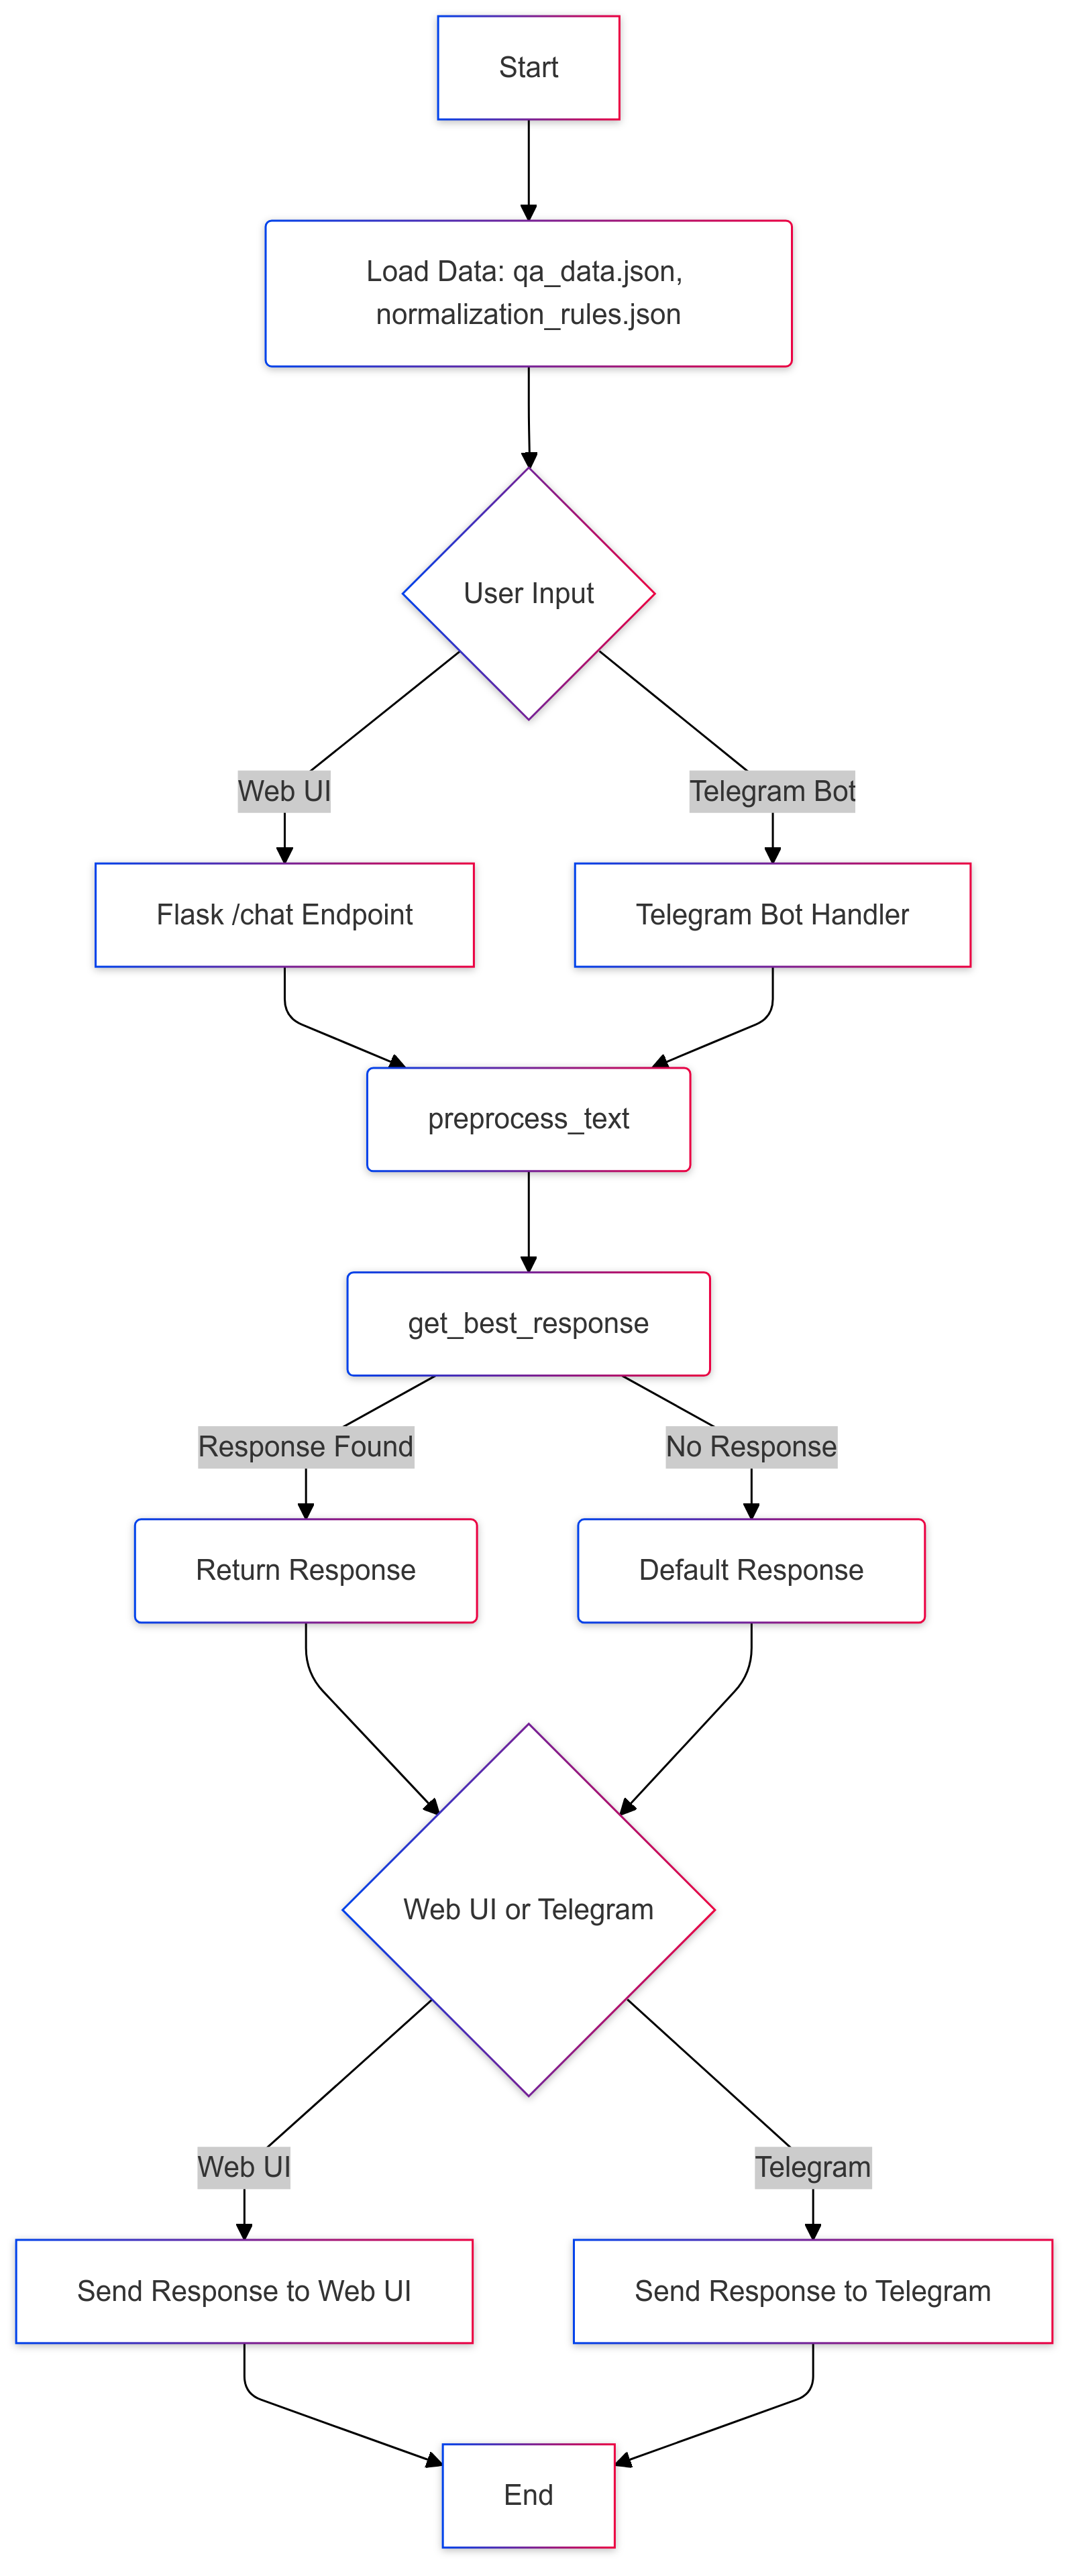 Start
Load Data: qa_data.json,
normalization_rules.json
User Input
Web UI
Telegram Bot
Flask /chat Endpoint
Telegram Bot Handler
preprocess_text
get_best_response
Response Found
No Response
Return Response
Default Response
Web UI or Telegram
Web UI
Telegram
Send Response to Web UI
Send Response to Telegram
End